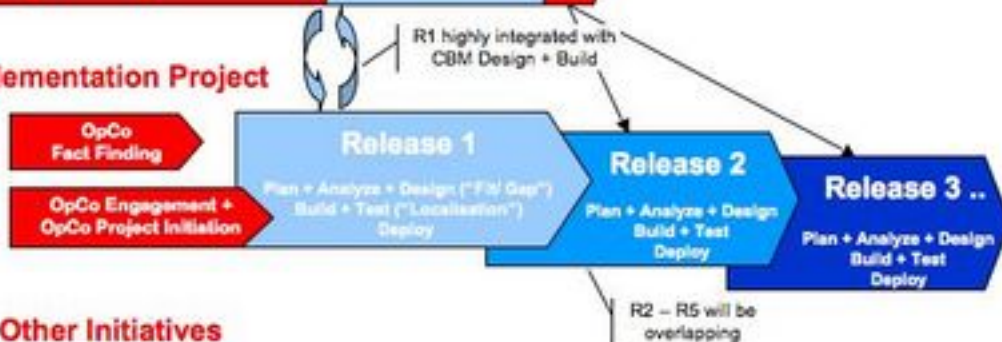 R1 highly integrated with
CBM Design + Build
lementation Project
OpCo
Fact Finding
OpCo Engagement +
OpCo Project Initiation
Release 1
Plan + Analyze + Design ("Fit/ Gap")
Build + Test ("Localisation")
Deploy
Release 2
Plan + Analyze + Design
Build + Test
Deploy
Release 3 ..
Plan + Analyze + Design
Build + Test
Deploy
R2 – R5 will be
overlapping
Other Initiatives